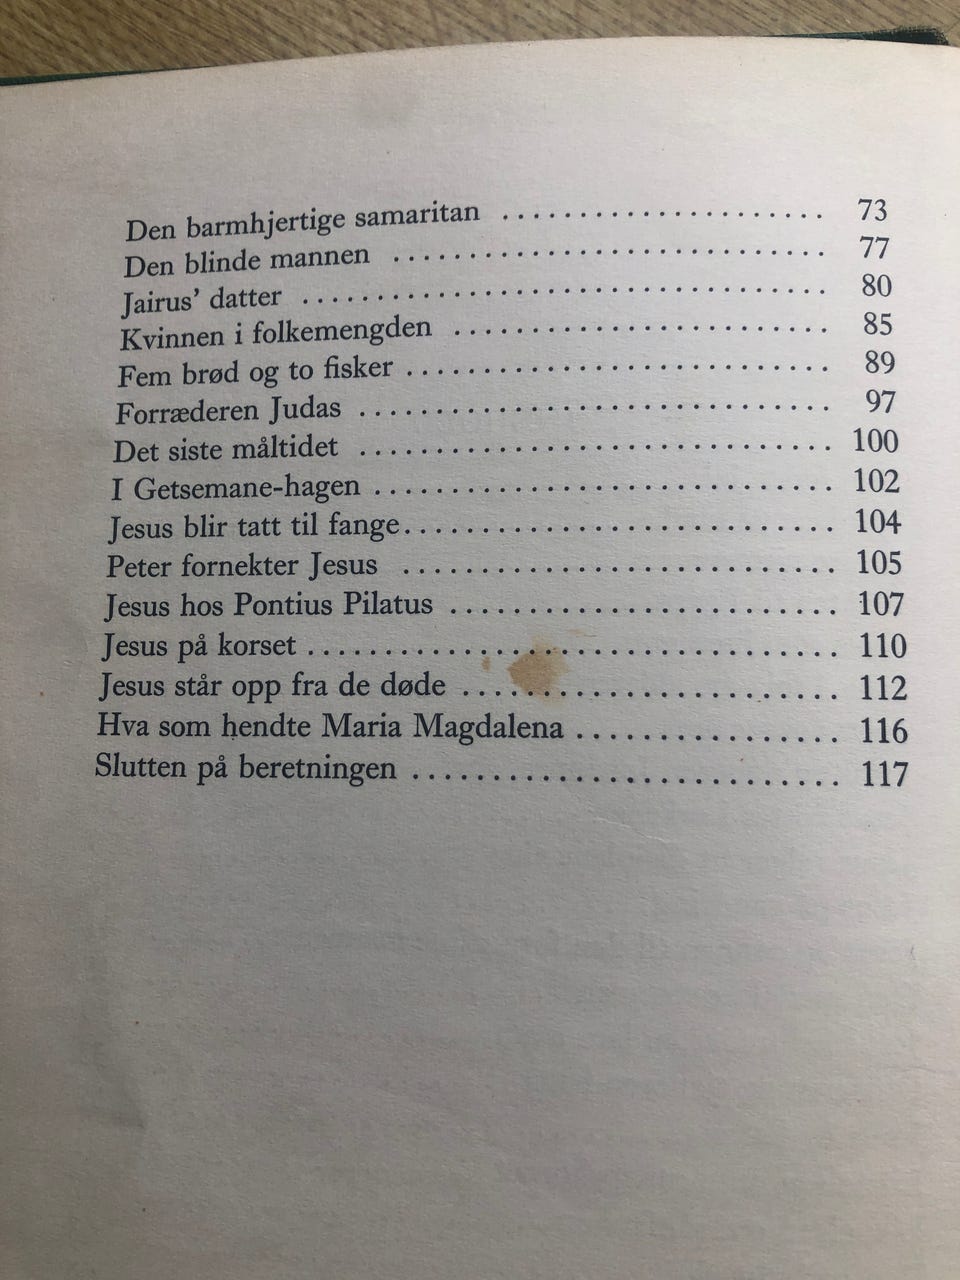 Den barmhjertige samaritan ..................... 73
Den blinde mannen ............................ 77
Jairus' datter .................................. 80
Kvinnen i folkemengden ........................ 85
Fem brød og to fisker ........................... 89
Forræderen Judas .............................. 97
Det siste måltidet .............................. 100
I Getsemane-hagen ............................. 102
Jesus blir tatt til fange............................ 104
Peter fornekter Jesus ............................ 105
Jesus hos Pontius Pilatus ......................... 107
Jesus på korset .................................. 110
Jesus står opp fra de døde ........................ 112
Hva som hendte Maria Magdalena ................. 116
Slutten på beretningen ........................... 117